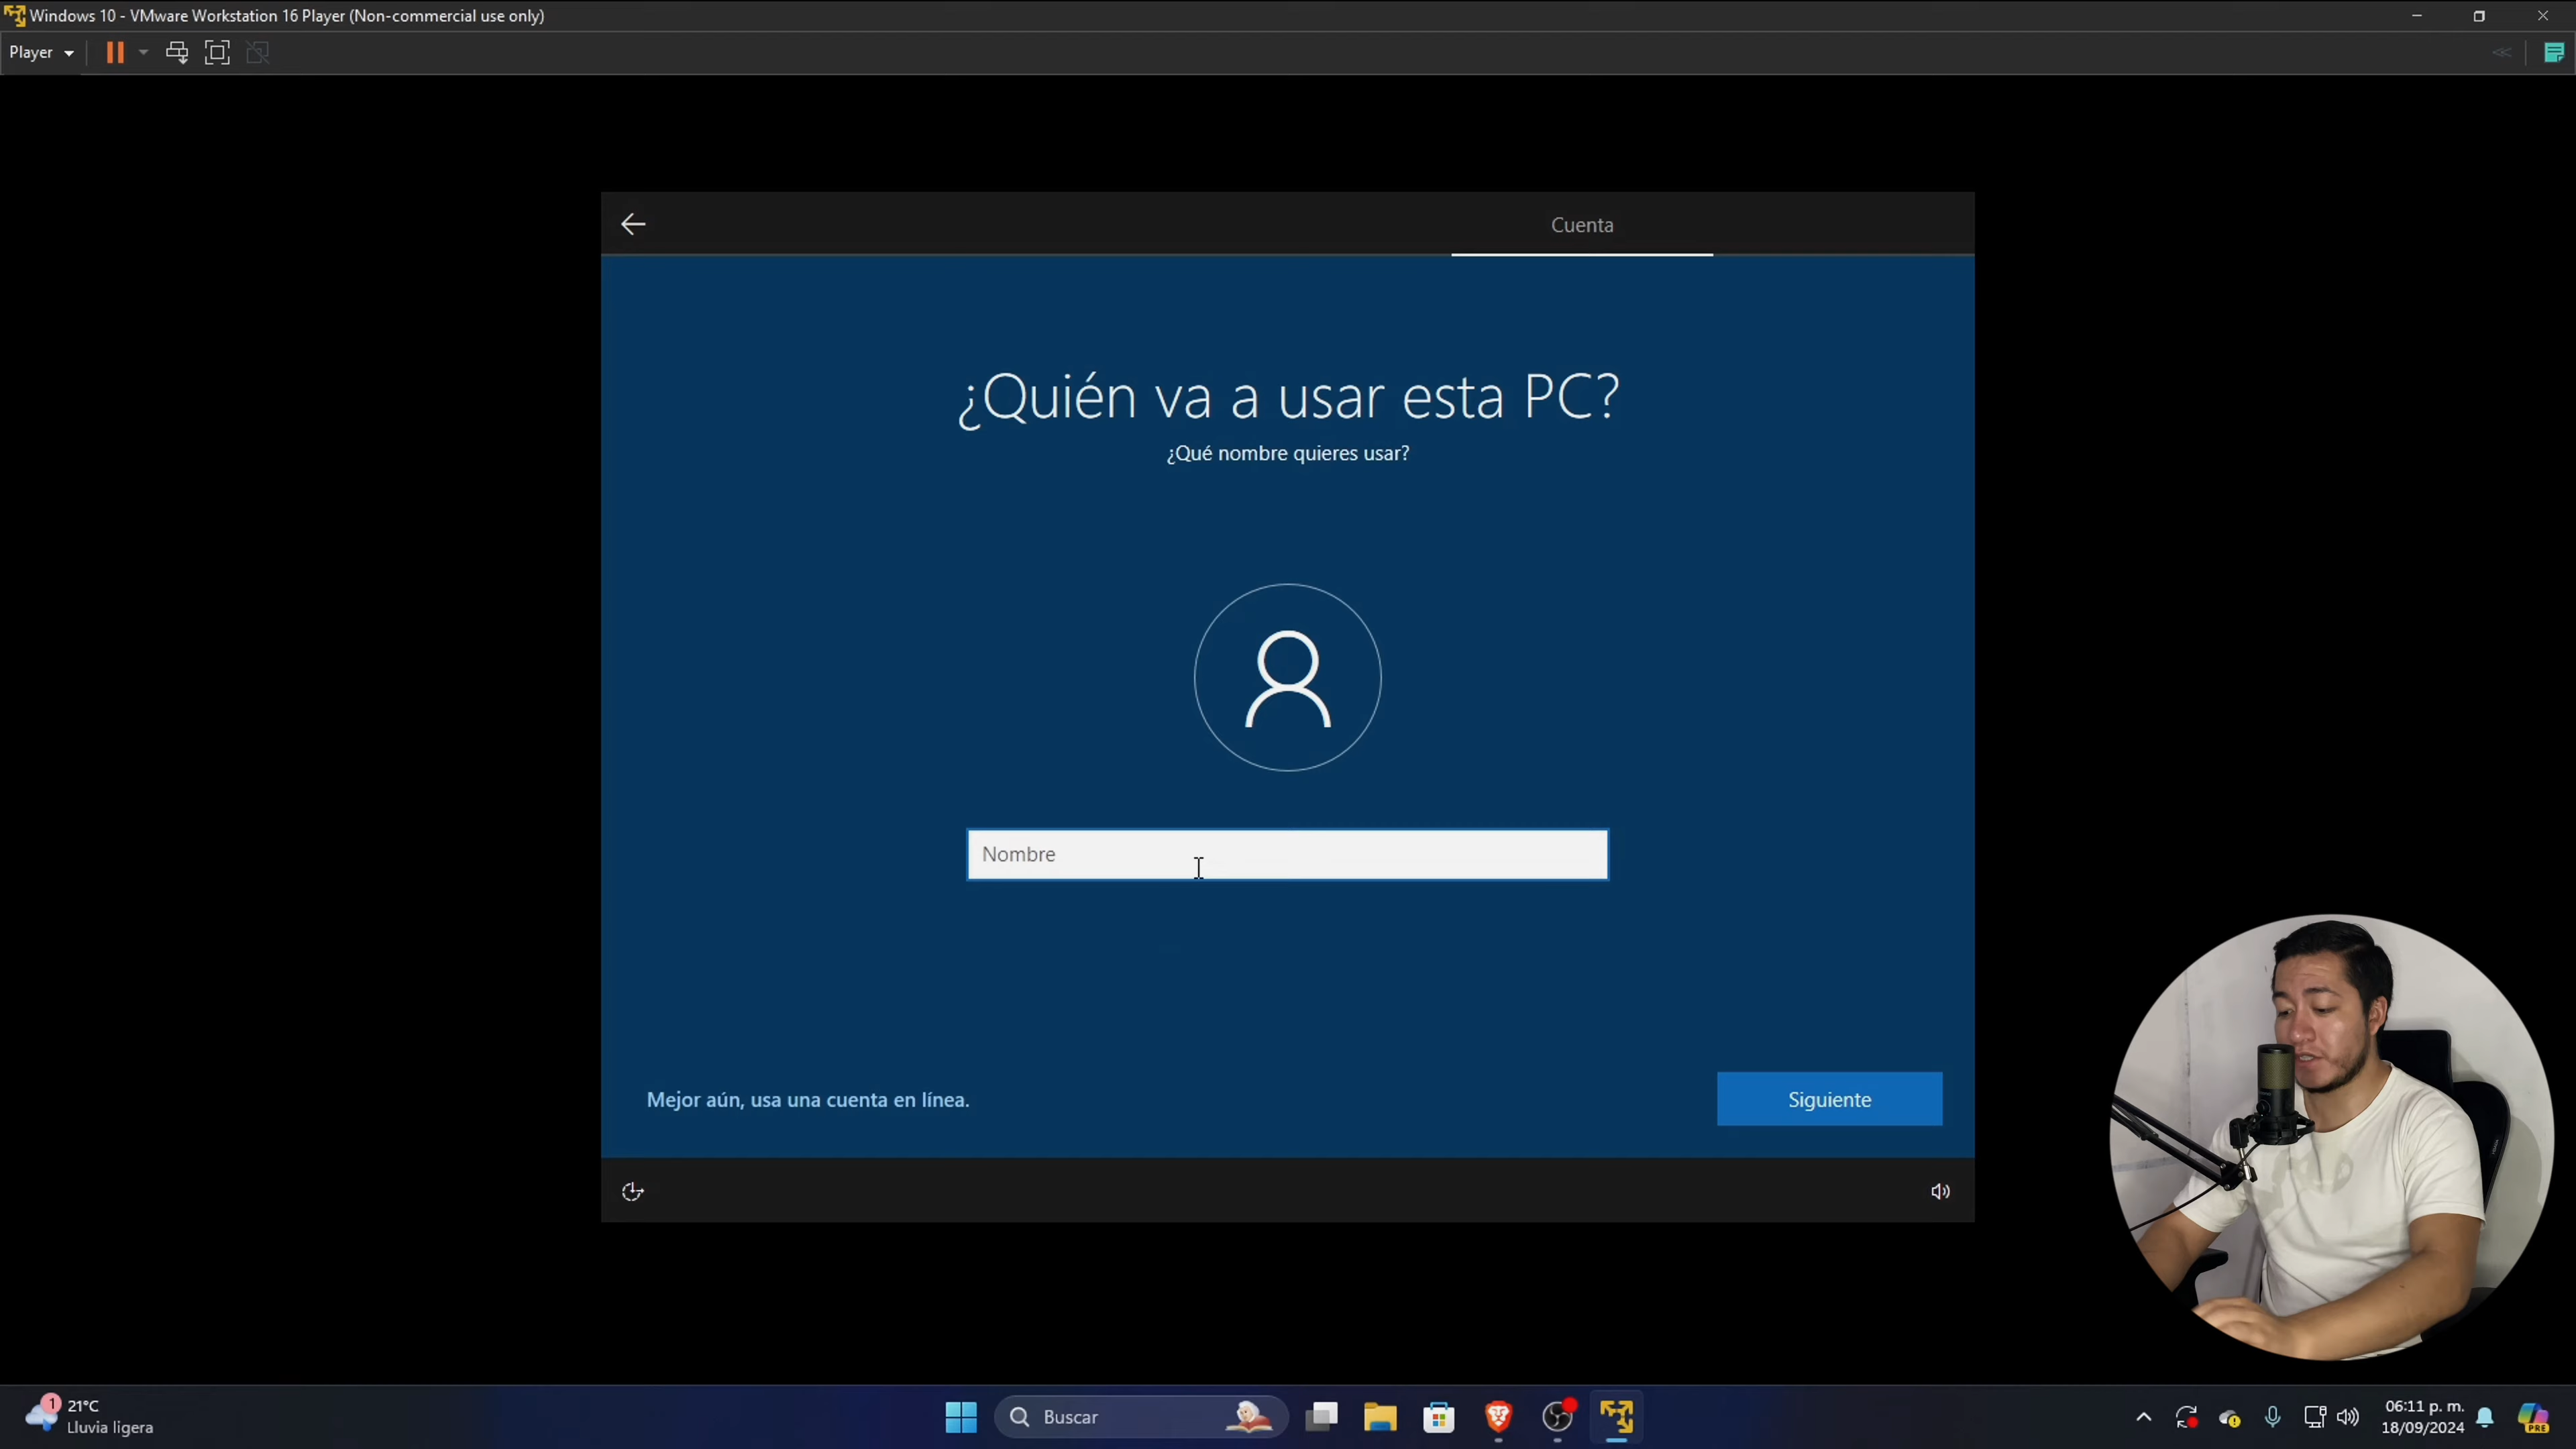 Windows 10 - VMware Workstation 16 Player (Non-commercial use only)
Player
Cuenta
¿Quién va a usar esta PC?
¿Qué nombre quieres usar?
Nombre
Mejor aún, usa una cuenta en línea.
Siguiente
1
21°C
Lluvia ligera
Buscar
06:11 p. m.
18/09/2024
PRE